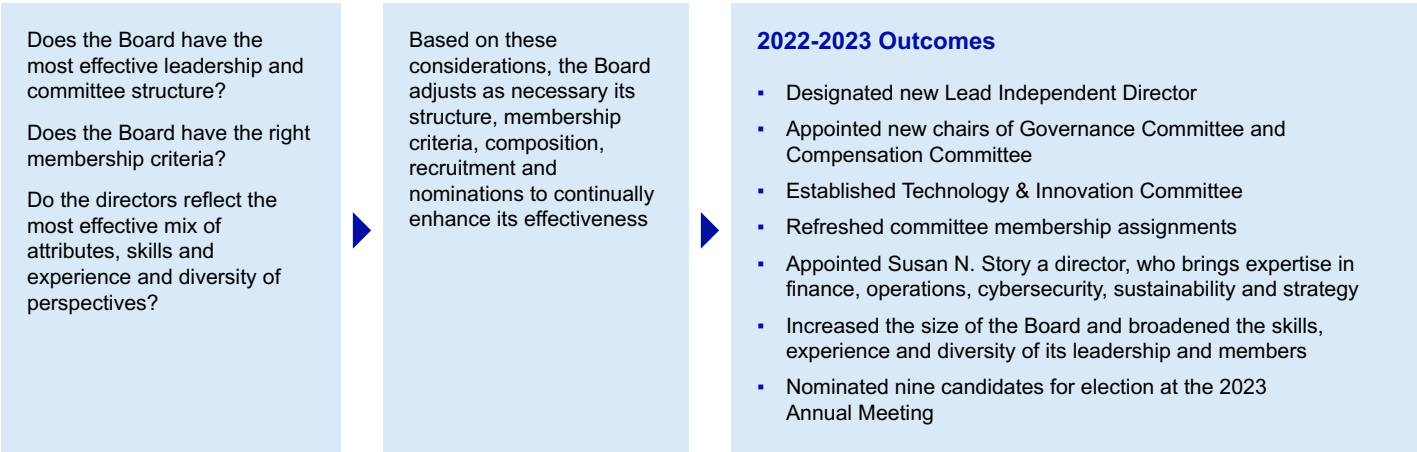 Does the Board have the
most effective leadership and
committee structure?
Does the Board have the right
membership criteria?
Do the directors reflect the
most effective mix of
attributes, skills and
experience and diversity of
perspectives?
Based on these
considerations, the Board
adjusts as necessary its
structure, membership
criteria, composition,
recruitment and
nominations to continually
enhance its effectiveness
2022-2023 Outcomes
▪ Designated new Lead Independent Director
▪ Appointed new chairs of Governance Committee and
Compensation Committee
▪ Established Technology & Innovation Committee
▪ Refreshed committee membership assignments
▪ Appointed Susan N. Story a director, who brings expertise in
finance, operations, cybersecurity, sustainability and strategy
▪ Increased the size of the Board and broadened the skills,
experience and diversity of its leadership and members
▪ Nominated nine candidates for election at the 2023
Annual Meeting